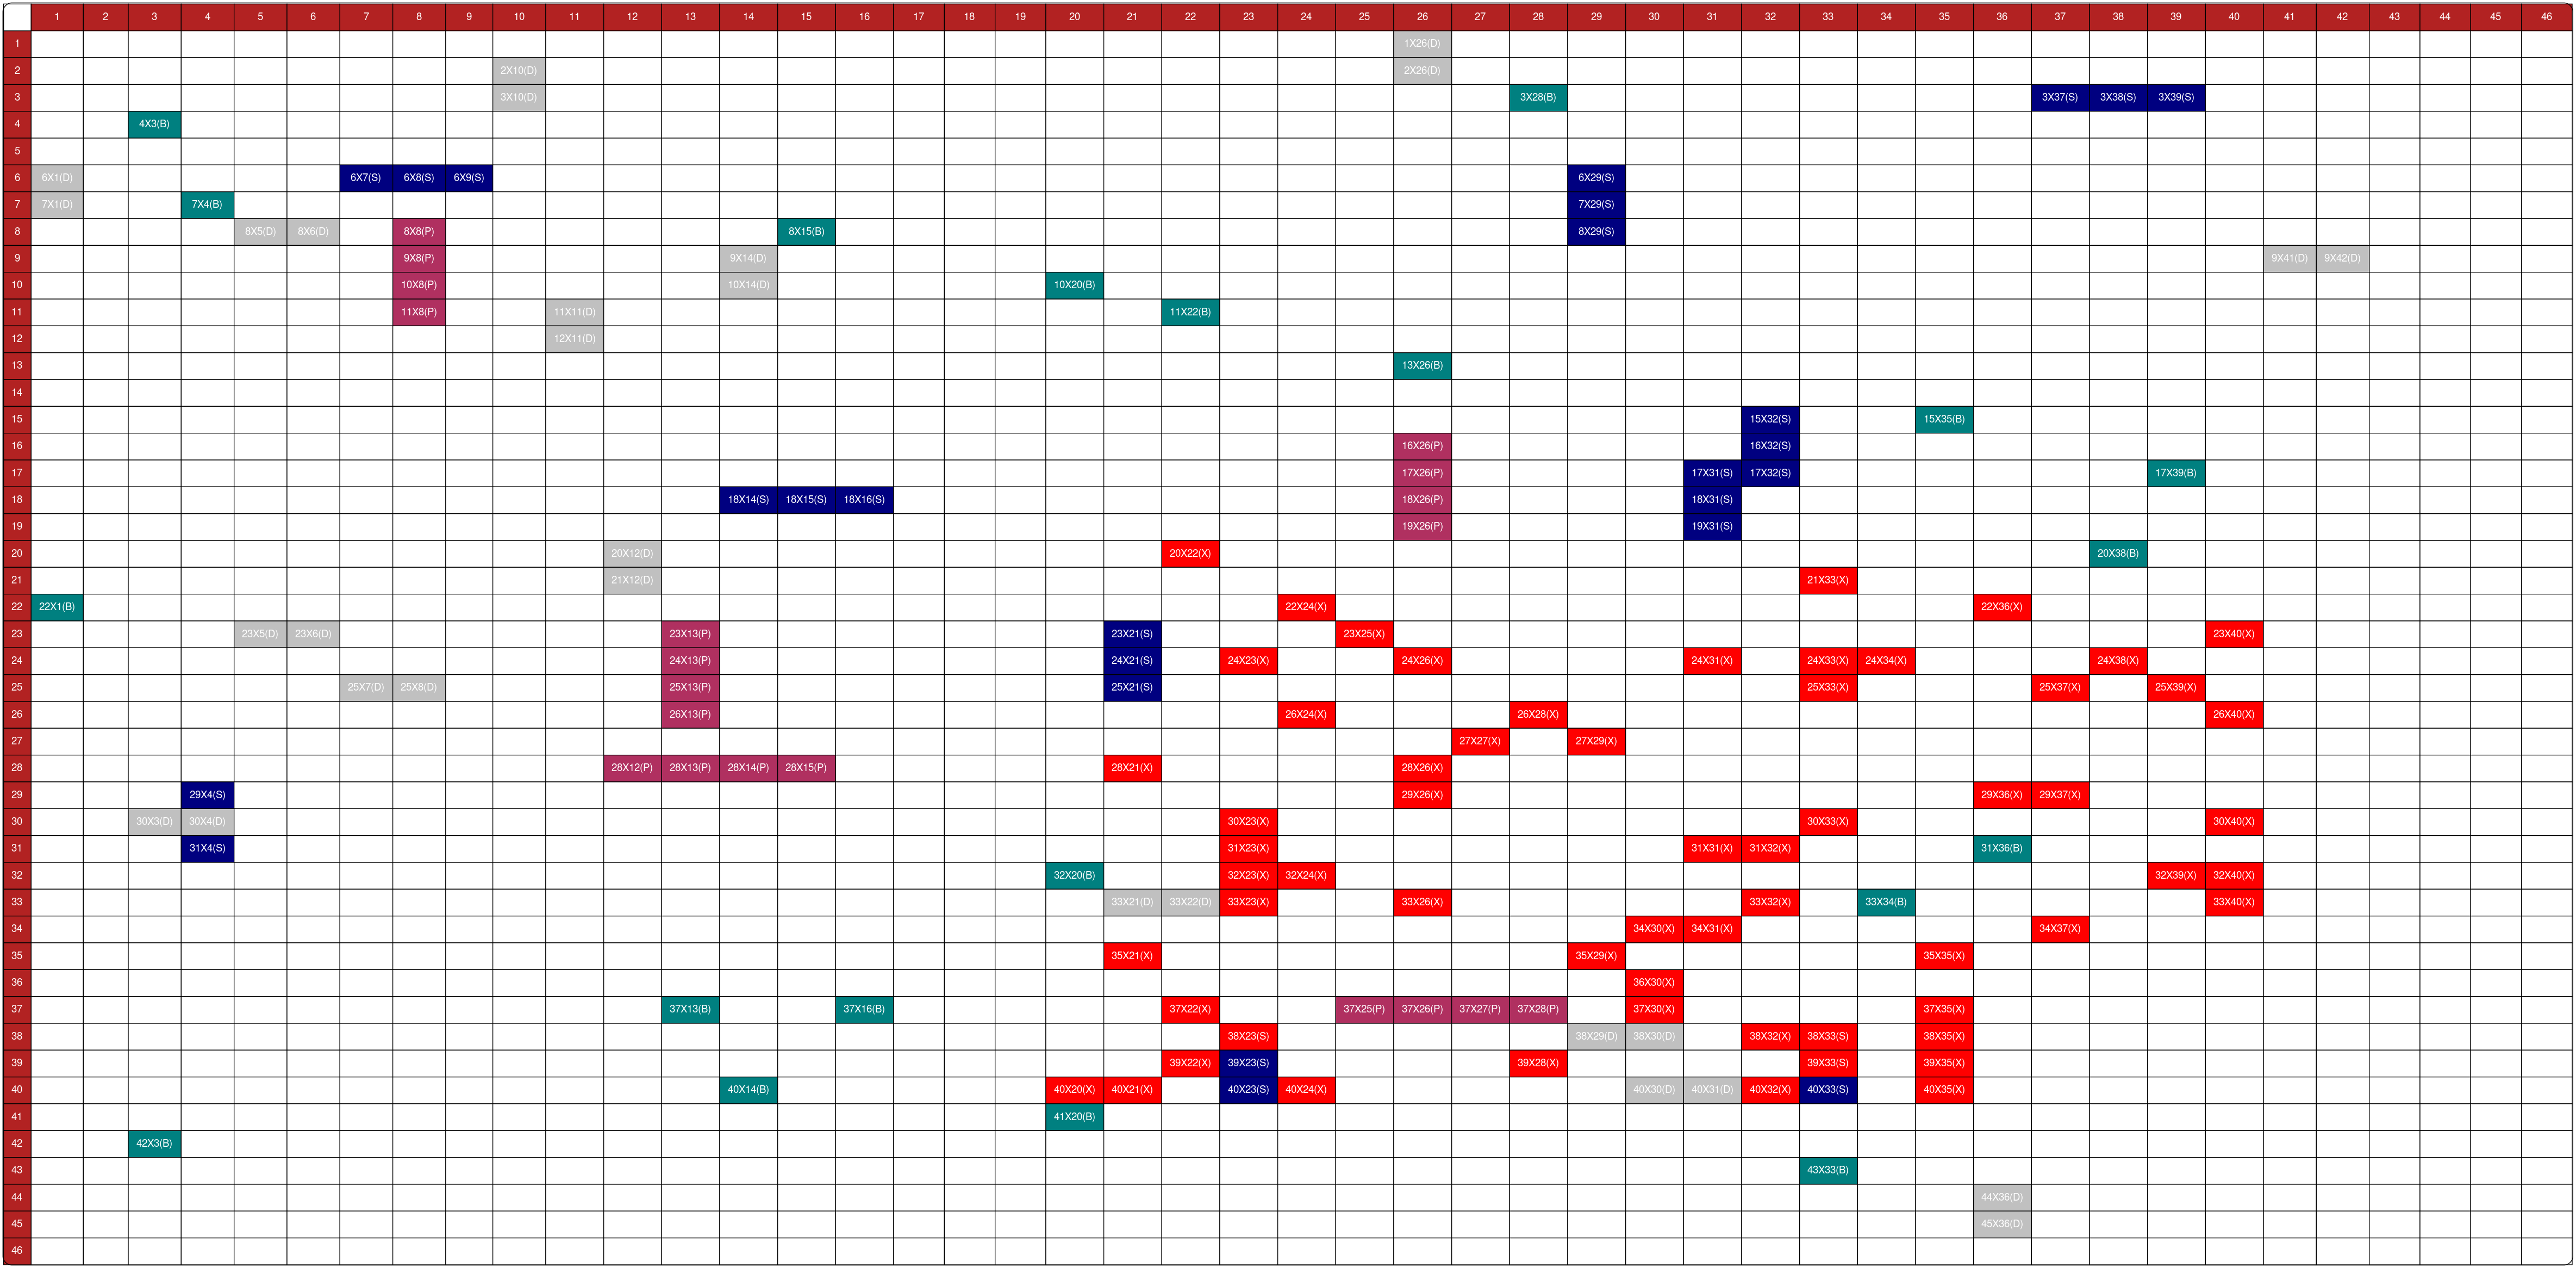 1 2 3 4 5 6 7 8 9 10 11 12 13 14 15 16 17 18 19 20 21 22 23 24 25 26 27 28 29 30 31 32 33 34 35 36 37 38 39 40 41 42 43 44 45 46
1 1X26(D)
2 2X10(D) 2X26(D)
3 3X10(D) 3X28(B) 3X37(S) 3X38(S) 3X39(S)
4 4X3(B)
5
6 6X1(D) 6X7(S) 6X8(S) 6X9(S) 6X29(S)
7 7X1(D) 7X4(B) 7X29(S)
8 8X5(D) 8X6(D) 8X8(P) 8X15(B) 8X29(S)
9 9X8(P) 9X14(D) 9X41(D) 9X42(D)
10 10X8(P) 10X14(D) 10X20(B)
11 11X8(P) 11X11(D) 11X22(B)
12 12X11(D)
13 13X26(B)
14
15 15X32(S) 15X35(B)
16 16X26(P) 16X32(S)
17 17X26(P) 17X31(S) 17X32(S) 17X39(B)
18 18X14(S) 18X15(S) 18X16(S) 18X26(P) 18X31(S)
19 19X26(P) 19X31(S)
20 20X12(D) 20X22(X) 20X38(B)
21 21X12(D) 21X33(X)
22 22X1(B) 22X24(X) 22X36(X)
23 23X5(D) 23X6(D) 23X13(P) 23X21(S) 23X25(X) 23X40(X)
24 24X13(P) 24X21(S) 24X23(X) 24X26(X) 24X31(X) 24X33(X) 24X34(X) 24X38(X)
25 25X7(D) 25X8(D) 25X13(P) 25X21(S) 25X33(X) 25X37(X) 25X39(X)
26 26X13(P) 26X24(X) 26X28(X) 26X40(X)
27 27X27(X) 27X29(X)
28 28X12(P) 28X13(P) 28X14(P) 28X15(P) 28X21(X) 28X26(X)
29 29X4(S) 29X26(X) 29X36(X) 29X37(X)
30 30X3(D) 30X4(D) 30X23(X) 30X33(X) 30X40(X)
31 31X4(S) 31X23(X) 31X31(X) 31X32(X) 31X36(B)
32 32X20(B) 32X23(X) 32X24(X) 32X39(X) 32X40(X)
33 33X21(D) 33X22(D) 33X23(X) 33X26(X) 33X32(X) 33X34(B) 33X40(X)
34 34X30(X) 34X31(X) 34X37(X)
35 35X21(X) 35X29(X) 35X35(X)
36 36X30(X)
37 37X13(B) 37X16(B) 37X22(X) 37X25(P) 37X26(P) 37X27(P) 37X28(P) 37X30(X) 37X35(X)
38 38X23(S) 38X29(D) 38X30(D) 38X32(X) 38X33(S) 38X35(X)
39 39X22(X) 39X23(S) 39X28(X) 39X33(S) 39X35(X)
40 40X14(B) 40X20(X) 40X21(X) 40X23(S) 40X24(X) 40X30(D) 40X31(D) 40X32(X) 40X33(S) 40X35(X)
41 41X20(B)
42 42X3(B)
43 43X33(B)
44 44X36(D)
45 45X36(D)
46